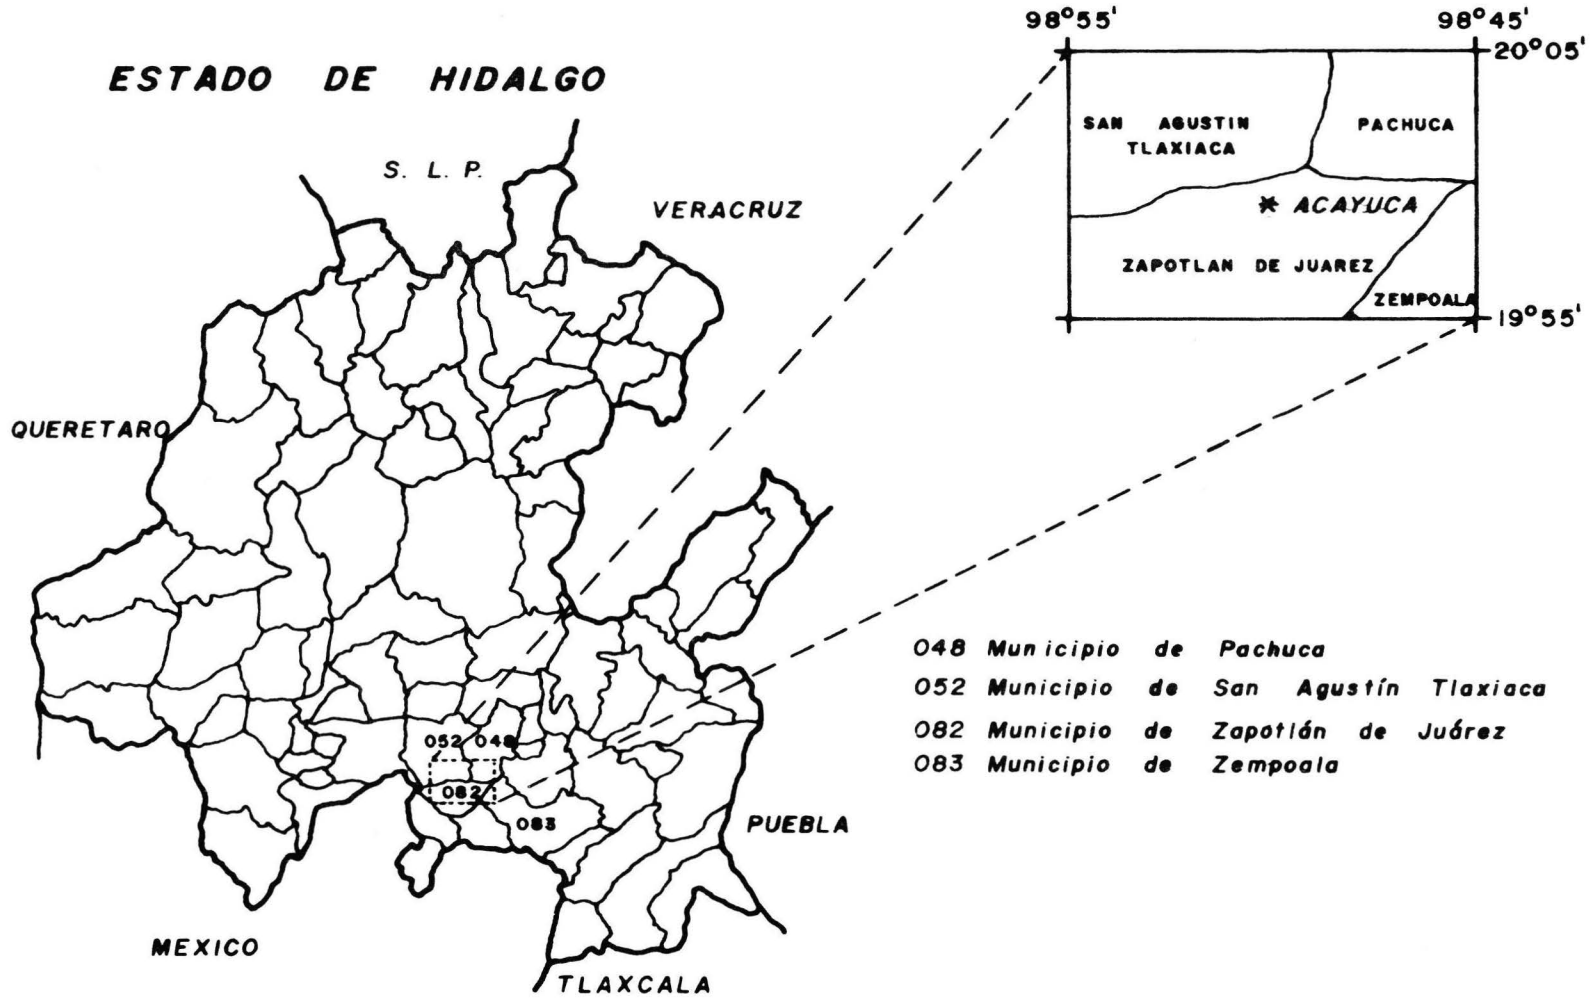 ESTADO DE HIDALGO
98°55'
98°45'
20°05'
SAN AGUSTIN
TLAXIACA
PACHUCA
* ACAYUCA
ZAPOTLAN DE JUAREZ
ZEMPOALA
19°55'
S. L. P.
VERACRUZ
QUERETARO
052 048
082
083
PUEBLA
MEXICO
TLAXCALA
048 Municipio de Pachuca
052 Municipio de San Agustín Tlaxiaca
082 Municipio de Zapotlán de Juárez
083 Municipio de Zempoala